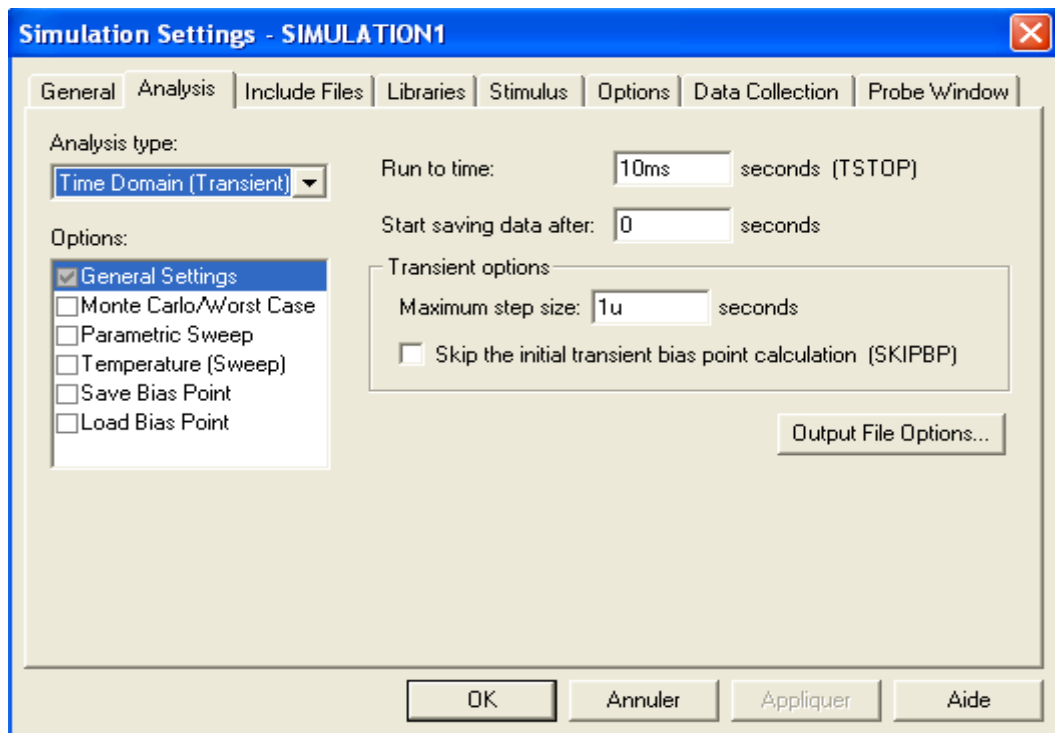 Simulation Settings - SIMULATION1
General Analysis Include Files Libraries Stimulus Options Data Collection Probe Window
Analysis type:
Time Domain (Transient)
Options:
General Settings
Monte Carlo/Worst Case
Parametric Sweep
Temperature (Sweep)
Save Bias Point
Load Bias Point
Run to time: 10ms seconds (TSTOP)
Start saving data after: 0 seconds
Transient options
Maximum step size: 1u seconds
Skip the initial transient bias point calculation (SKIPBP)
Output File Options...
OK Annuler Appliquer Aide